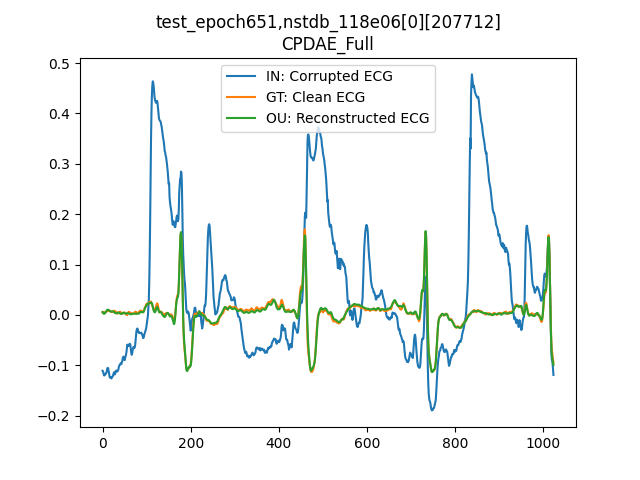 test_epoch651,nstdb_118e06[0][207712]
CPDAE_Full
IN: Corrupted ECG
GT: Clean ECG
OU: Reconstructed ECG
0.5
0.4
0.3
0.2
0.1
0.0
−0.1
−0.2
0 200 400 600 800 1000